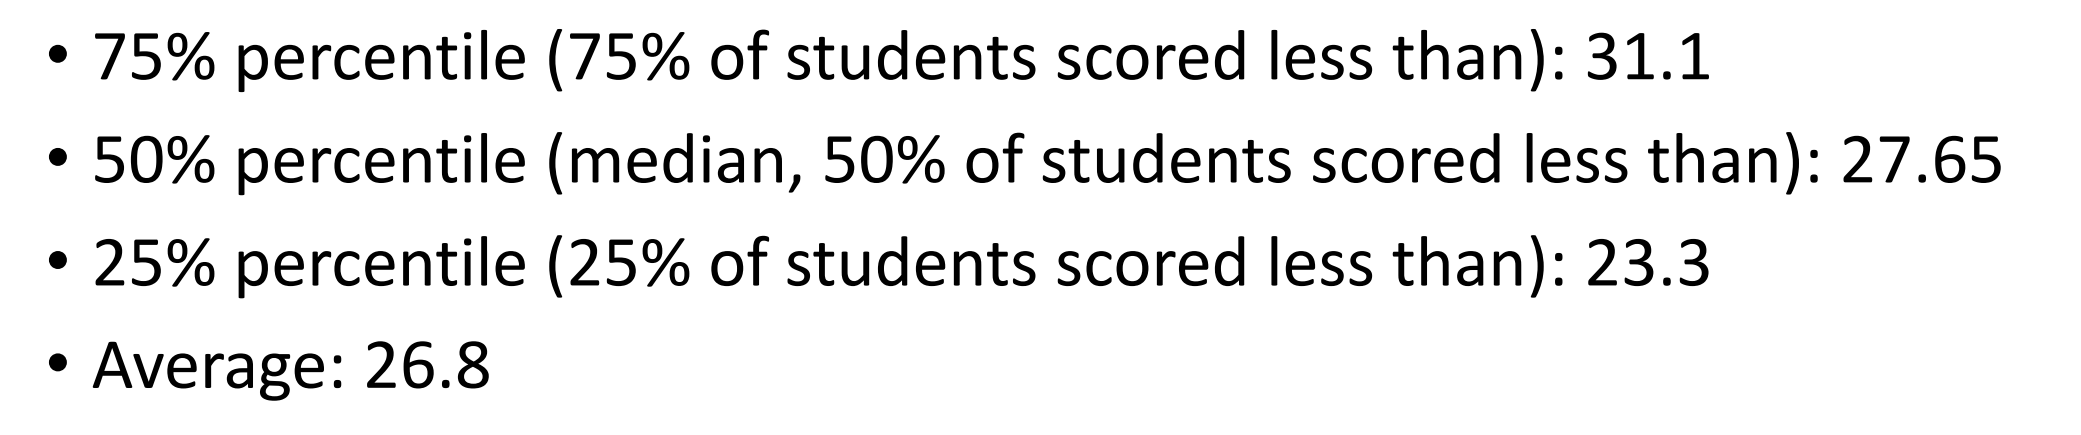 • 75% percentile (75% of students scored less than): 31.1
• 50% percentile (median, 50% of students scored less than): 27.65
• 25% percentile (25% of students scored less than): 23.3
• Average: 26.8